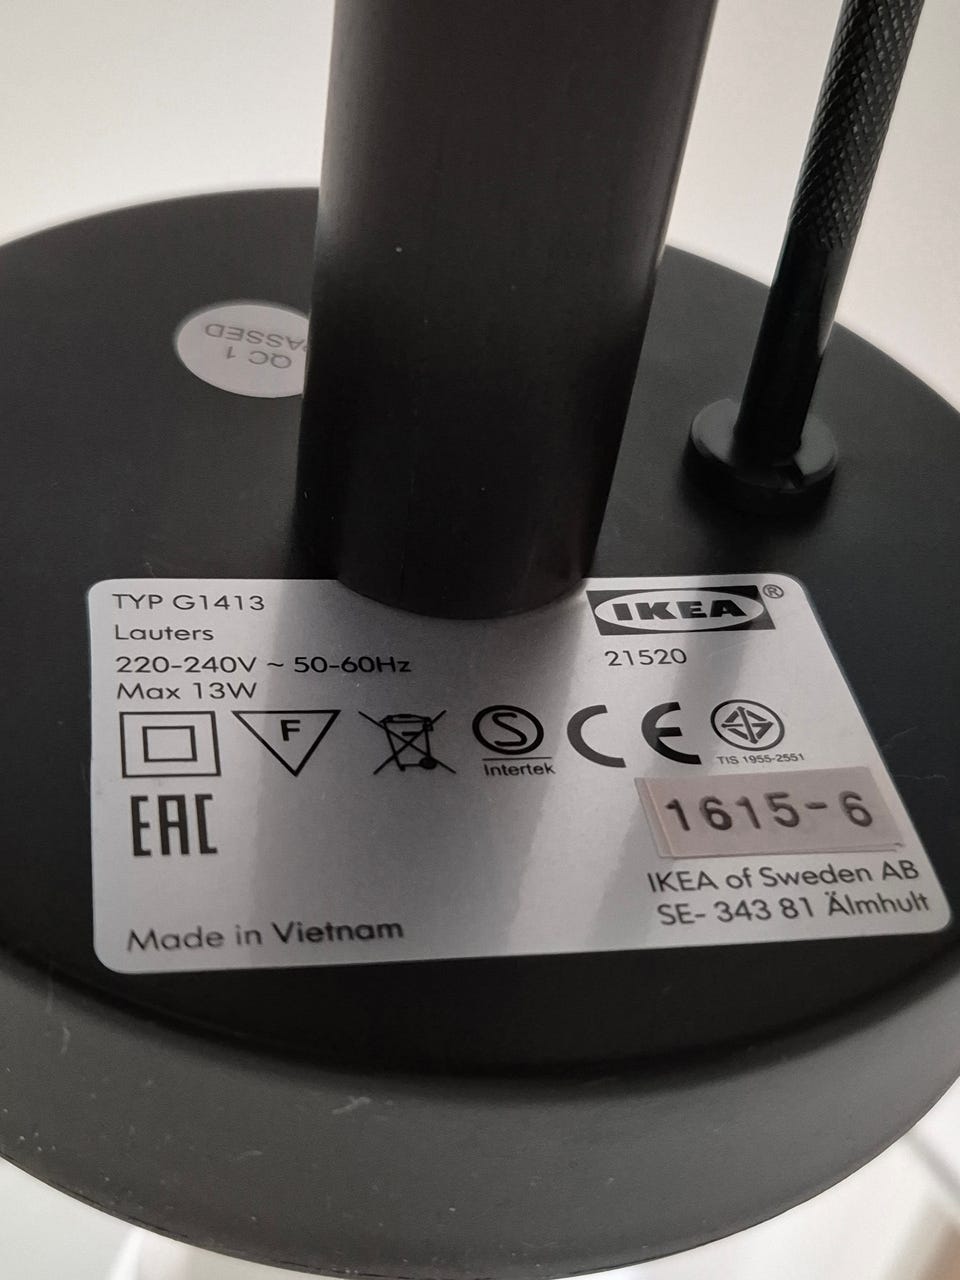 QC 1
PASSED
TYP G1413
Lauters
220-240V ~ 50-60Hz
Max 13W
IKEA®
21520
F
S
Intertek
CE
TIS 1955-2551
EAC
1615-6
IKEA of Sweden AB
SE- 343 81 Älmhult
Made in Vietnam